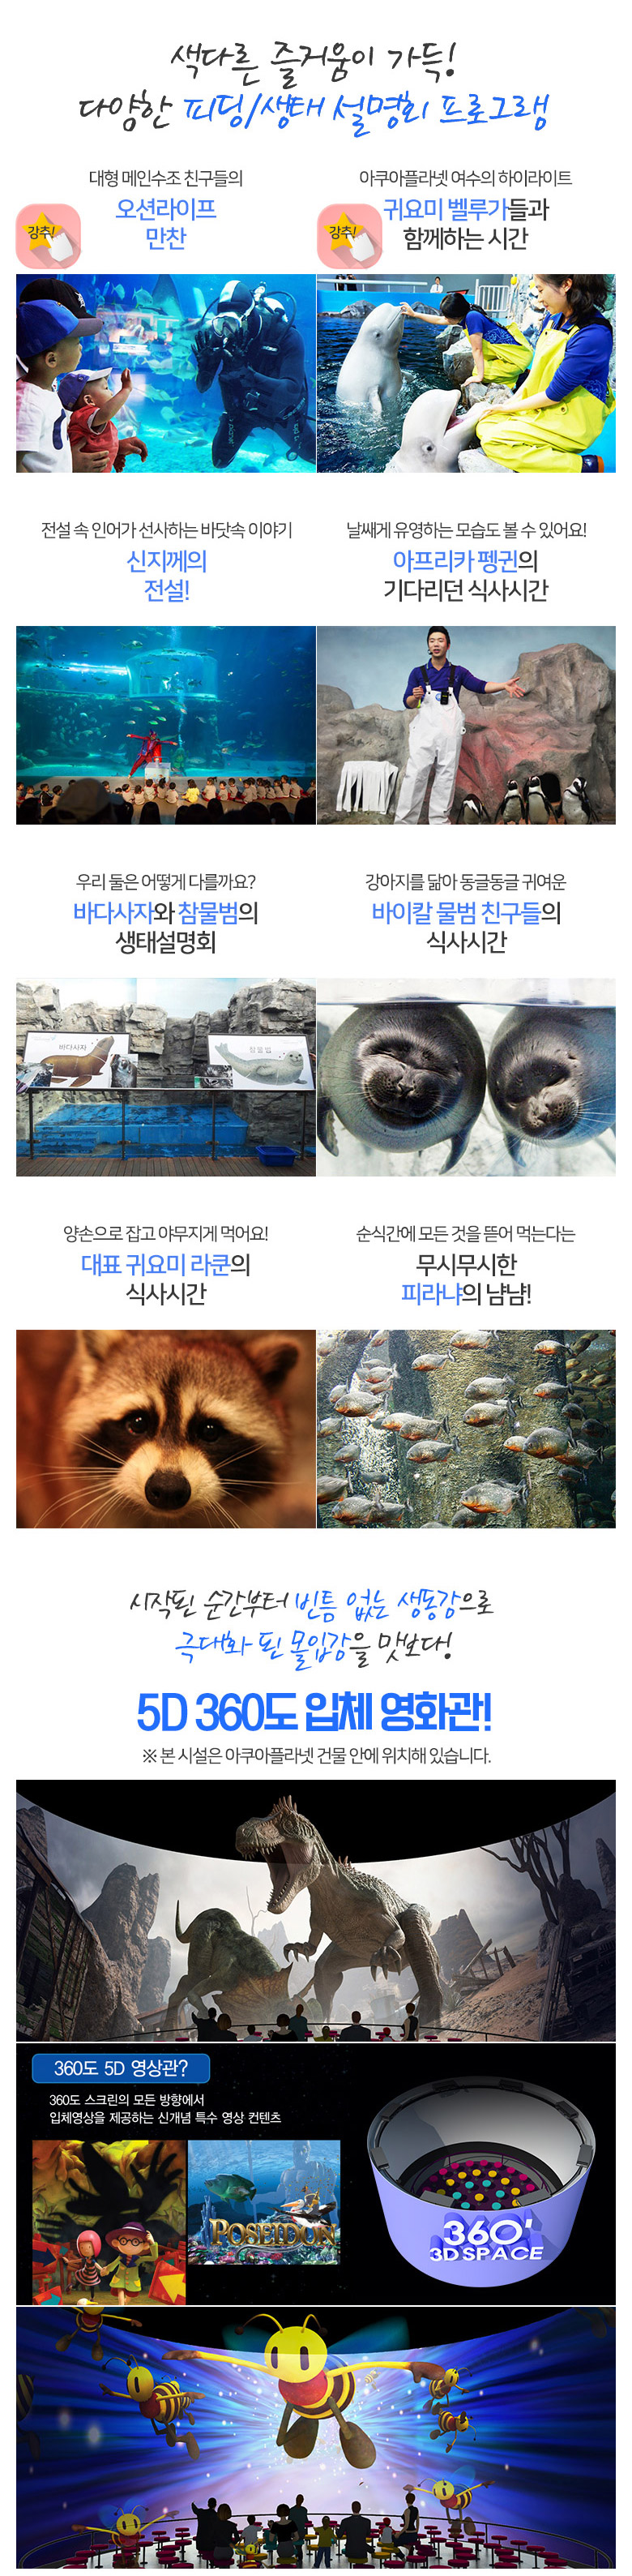 색다른 즐거움이 가득!
다양한 피딩/생태 설명회 프로그램
대형 메인수조 친구들의
오션라이프
만찬
강추!
아쿠아플라넷 여수의 하이라이트
귀요미 벨루가들과
함께하는 시간
강추!
전설 속 인어가 선사하는 바닷속 이야기
신지께의
전설!
날쌔게 유영하는 모습도 볼 수 있어요!
아프리카 펭귄의
기다리던 식사시간
우리 둘은 어떻게 다를까요?
바다사자와 참물범의
생태설명회
강아지를 닮아 동글동글 귀여운
바이칼 물범 친구들의
식사시간
바다사자
참물범
양손으로 잡고 야무지게 먹어요!
대표 귀요미 라쿤의
식사시간
순식간에 모든 것을 뜯어 먹는다는
무시무시한
피라냐의 냠냠!
시작된 순간부터 빈틈 없는 생동감으로
극대화 된 몰입감을 맛보다!
5D 360도 입체 영화관!
※ 본 시설은 아쿠아플라넷 건물 안에 위치해 있습니다.
360도 5D 영상관?
360도 스크린의 모든 방향에서
입체영상을 제공하는 신개념 특수 영상 컨텐츠
POSEIDON
360°
3D SPACE